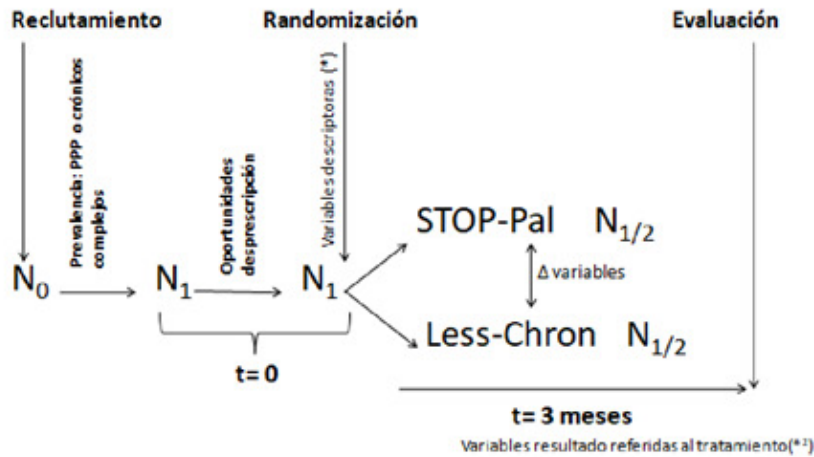 Reclutamiento
Randomización
Evaluación
Prevalencia: PPP o crónicos
complejos
Oportunidades
desprescripción
Variables descriptoras (*)
STOP-Pal N1/2
Δ variables
N0
N1
N1
Less-Chron N1/2
t= 0
t= 3 meses
Variables resultado referidas al tratamiento(*²)